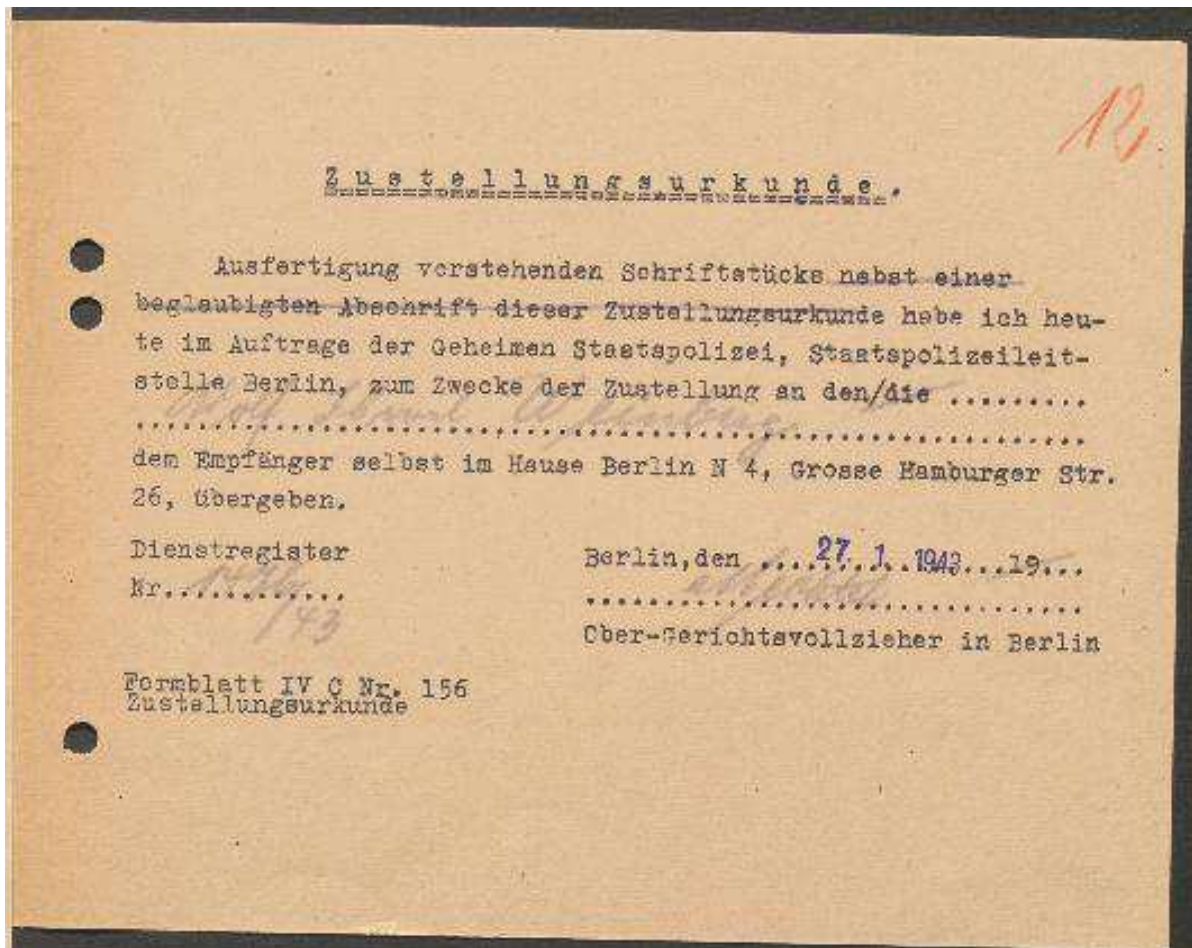 12
Zustellungsurkunde.
Ausfertigung vorstehenden Schriftstücks nebst einer
beglaubigten Abschrift dieser Zustellungsurkunde habe ich heu-
te im Auftrage der Geheimen Staatspolizei, Staatspolizeileit-
stelle Berlin, zum Zwecke der Zustellung an den/die .........
dem Empfänger selbst im Hause Berlin N 4, Grosse Hamburger Str.
26, übergeben.
Dienstregister
Nr............. /43
Berlin, den ... 27. 1. 1943...19...
Ober-Gerichtsvollzieher in Berlin
Formblatt IV C Nr. 156
Zustellungsurkunde